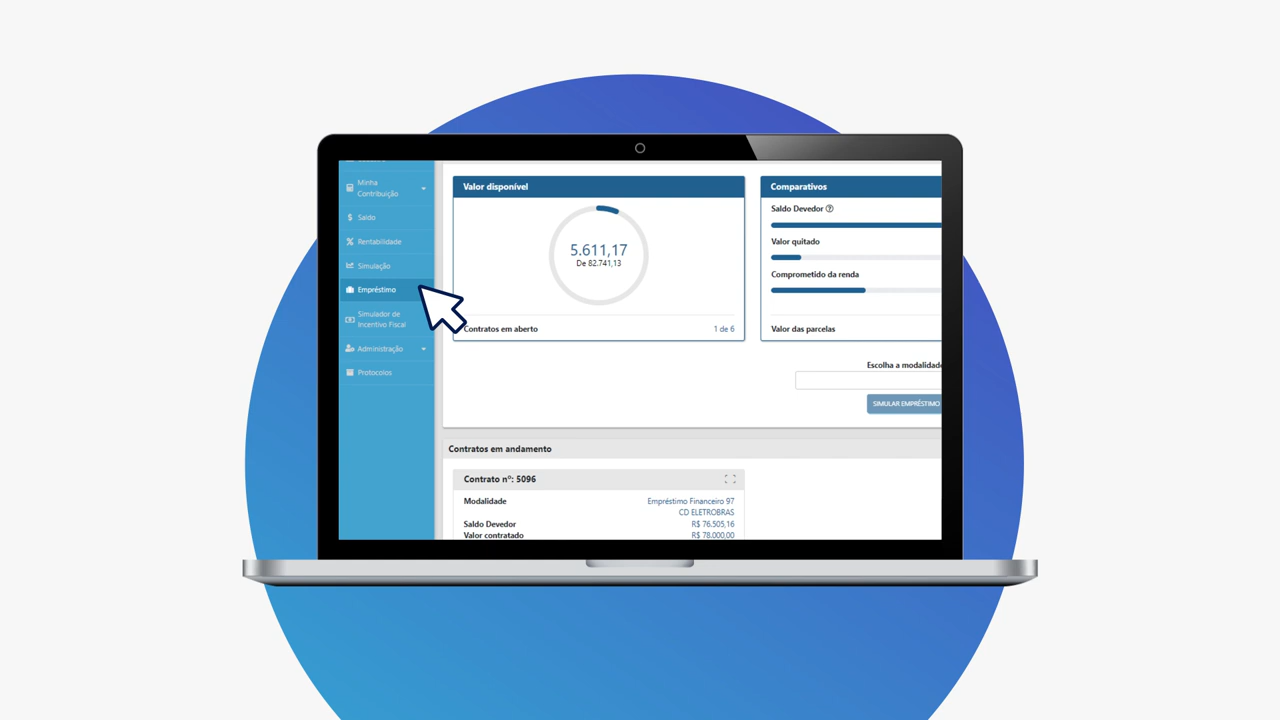 Minha
Contribuição
Saldo
Rentabilidade
Simulação
Empréstimo
Simulador de
Incentivo Fiscal
Administração
Protocolos
Valor disponível
5.611,17
De 82.741,13
Contratos em aberto
1 de 6
Comparativos
Saldo Devedor
Valor quitado
Comprometido da renda
Valor das parcelas
Escolha a modalidade
SIMULAR EMPRÉSTIMO
Contratos em andamento
Contrato nº: 5096
Modalidade
Empréstimo Financeiro 97
CD ELETROBRAS
Saldo Devedor
R$ 76.505,16
Valor contratado
R$ 78.000,00